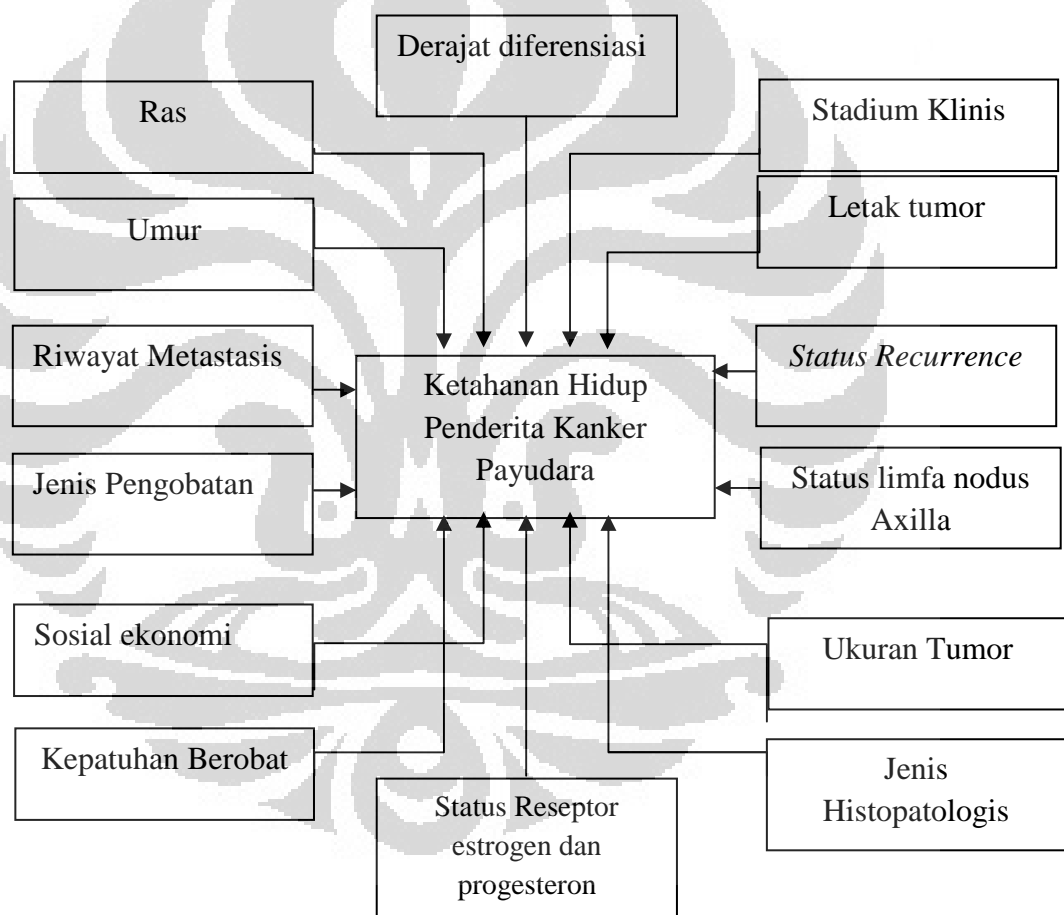 Derajat diferensiasi
Ras
Stadium Klinis
Letak tumor
Umur
Riwayat Metastasis
Ketahanan Hidup
Penderita Kanker
Payudara
Status Recurrence
Jenis Pengobatan
Status limfa nodus
Axilla
Sosial ekonomi
Ukuran Tumor
Kepatuhan Berobat
Status Reseptor
estrogen dan
progesteron
Jenis
Histopatologis